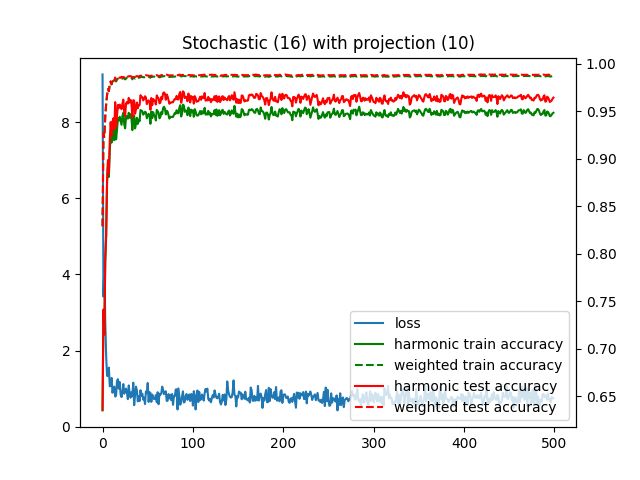 Stochastic (16) with projection (10)
1.00
0.95
8
0.90
6
0.85
0.80
4
0.75
loss
harmonic train accuracy
0.70
2
weighted train accuracy
harmonic test accuracy
0.65
weighted test accuracy
0
0 100 200 300 400 500